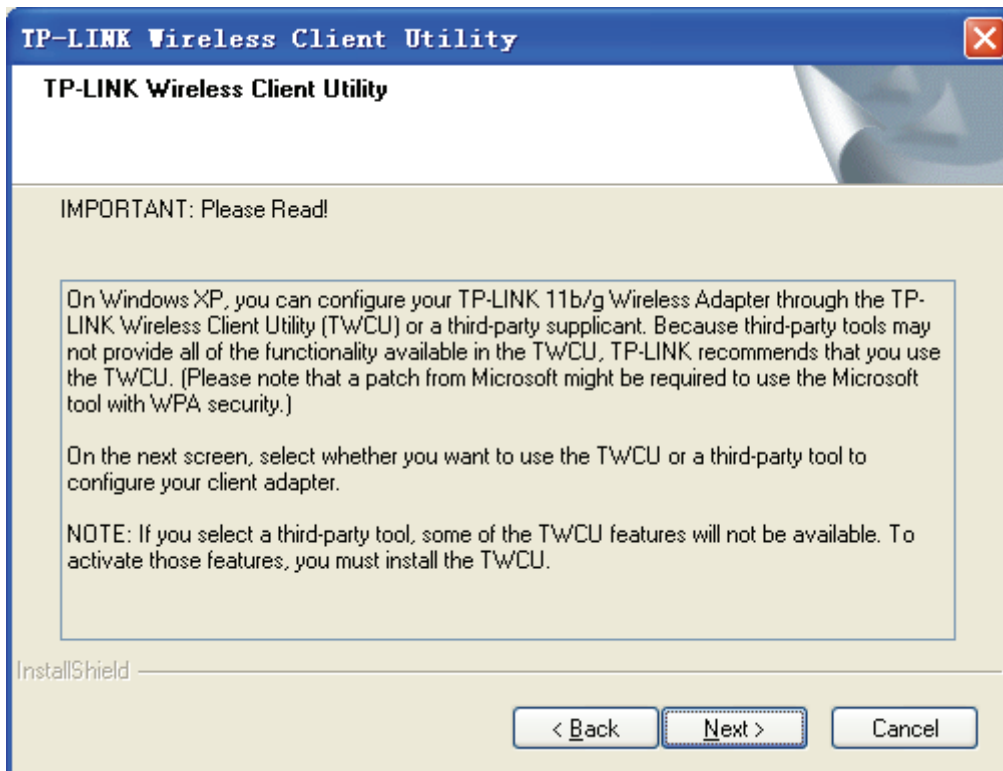 TP-LINK Wireless Client Utility
TP-LINK Wireless Client Utility
IMPORTANT: Please Read!
On Windows XP, you can configure your TP-LINK 11b/g Wireless Adapter through the TP-
LINK Wireless Client Utility (TWCU) or a third-party supplicant. Because third-party tools may
not provide all of the functionality available in the TWCU, TP-LINK recommends that you use
the TWCU. (Please note that a patch from Microsoft might be required to use the Microsoft
tool with WPA security.)
On the next screen, select whether you want to use the TWCU or a third-party tool to
configure your client adapter.
NOTE: If you select a third-party tool, some of the TWCU features will not be available. To
activate those features, you must install the TWCU.
InstallShield
< Back
Next >
Cancel